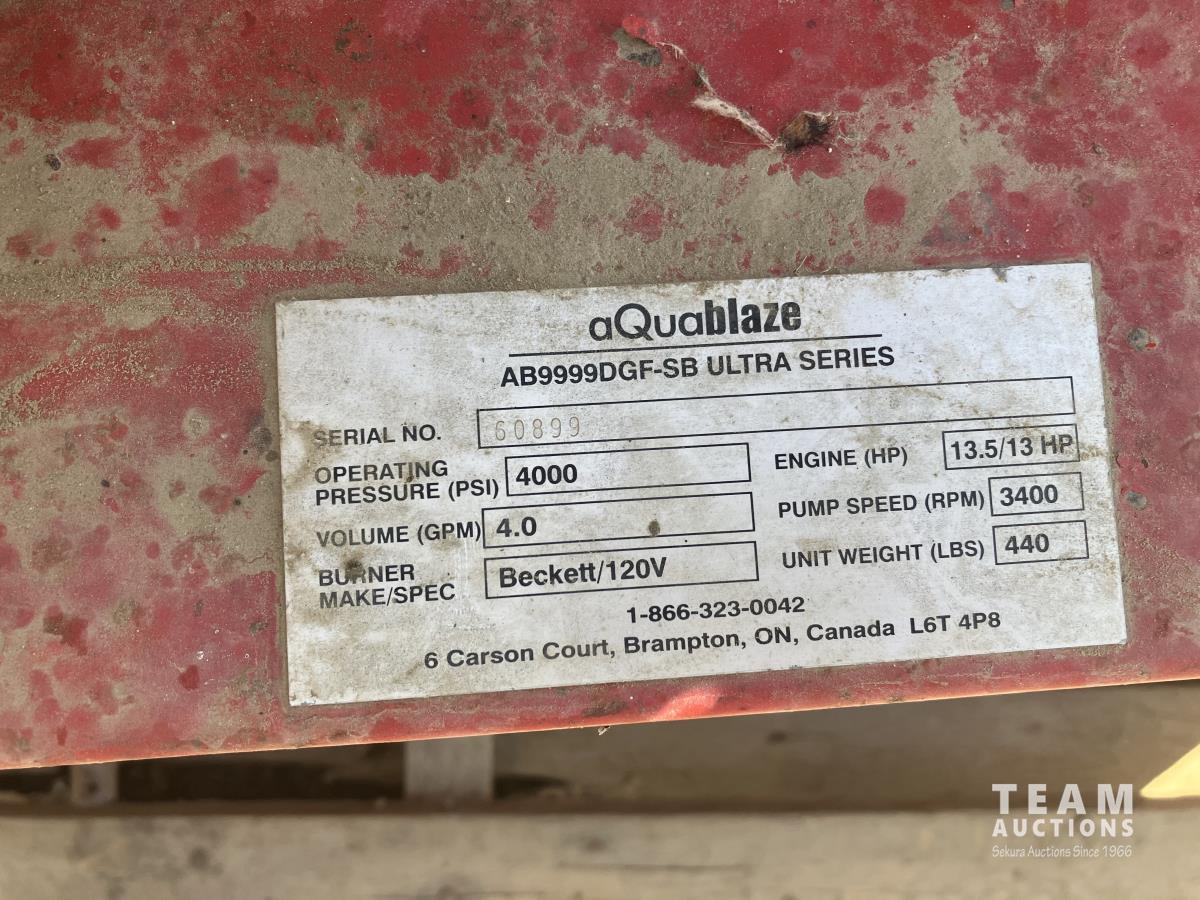 aQuablaze
AB9999DGF-SB ULTRA SERIES
SERIAL NO. 60899
OPERATING
PRESSURE (PSI) 4000
ENGINE (HP) 13.5/13 HP
VOLUME (GPM) 4.0
PUMP SPEED (RPM) 3400
BURNER
MAKE/SPEC Beckett/120V
UNIT WEIGHT (LBS) 440
1-866-323-0042
6 Carson Court, Brampton, ON, Canada L6T 4P8
TEAM
AUCTIONS
Sekura Auctions Since 1966